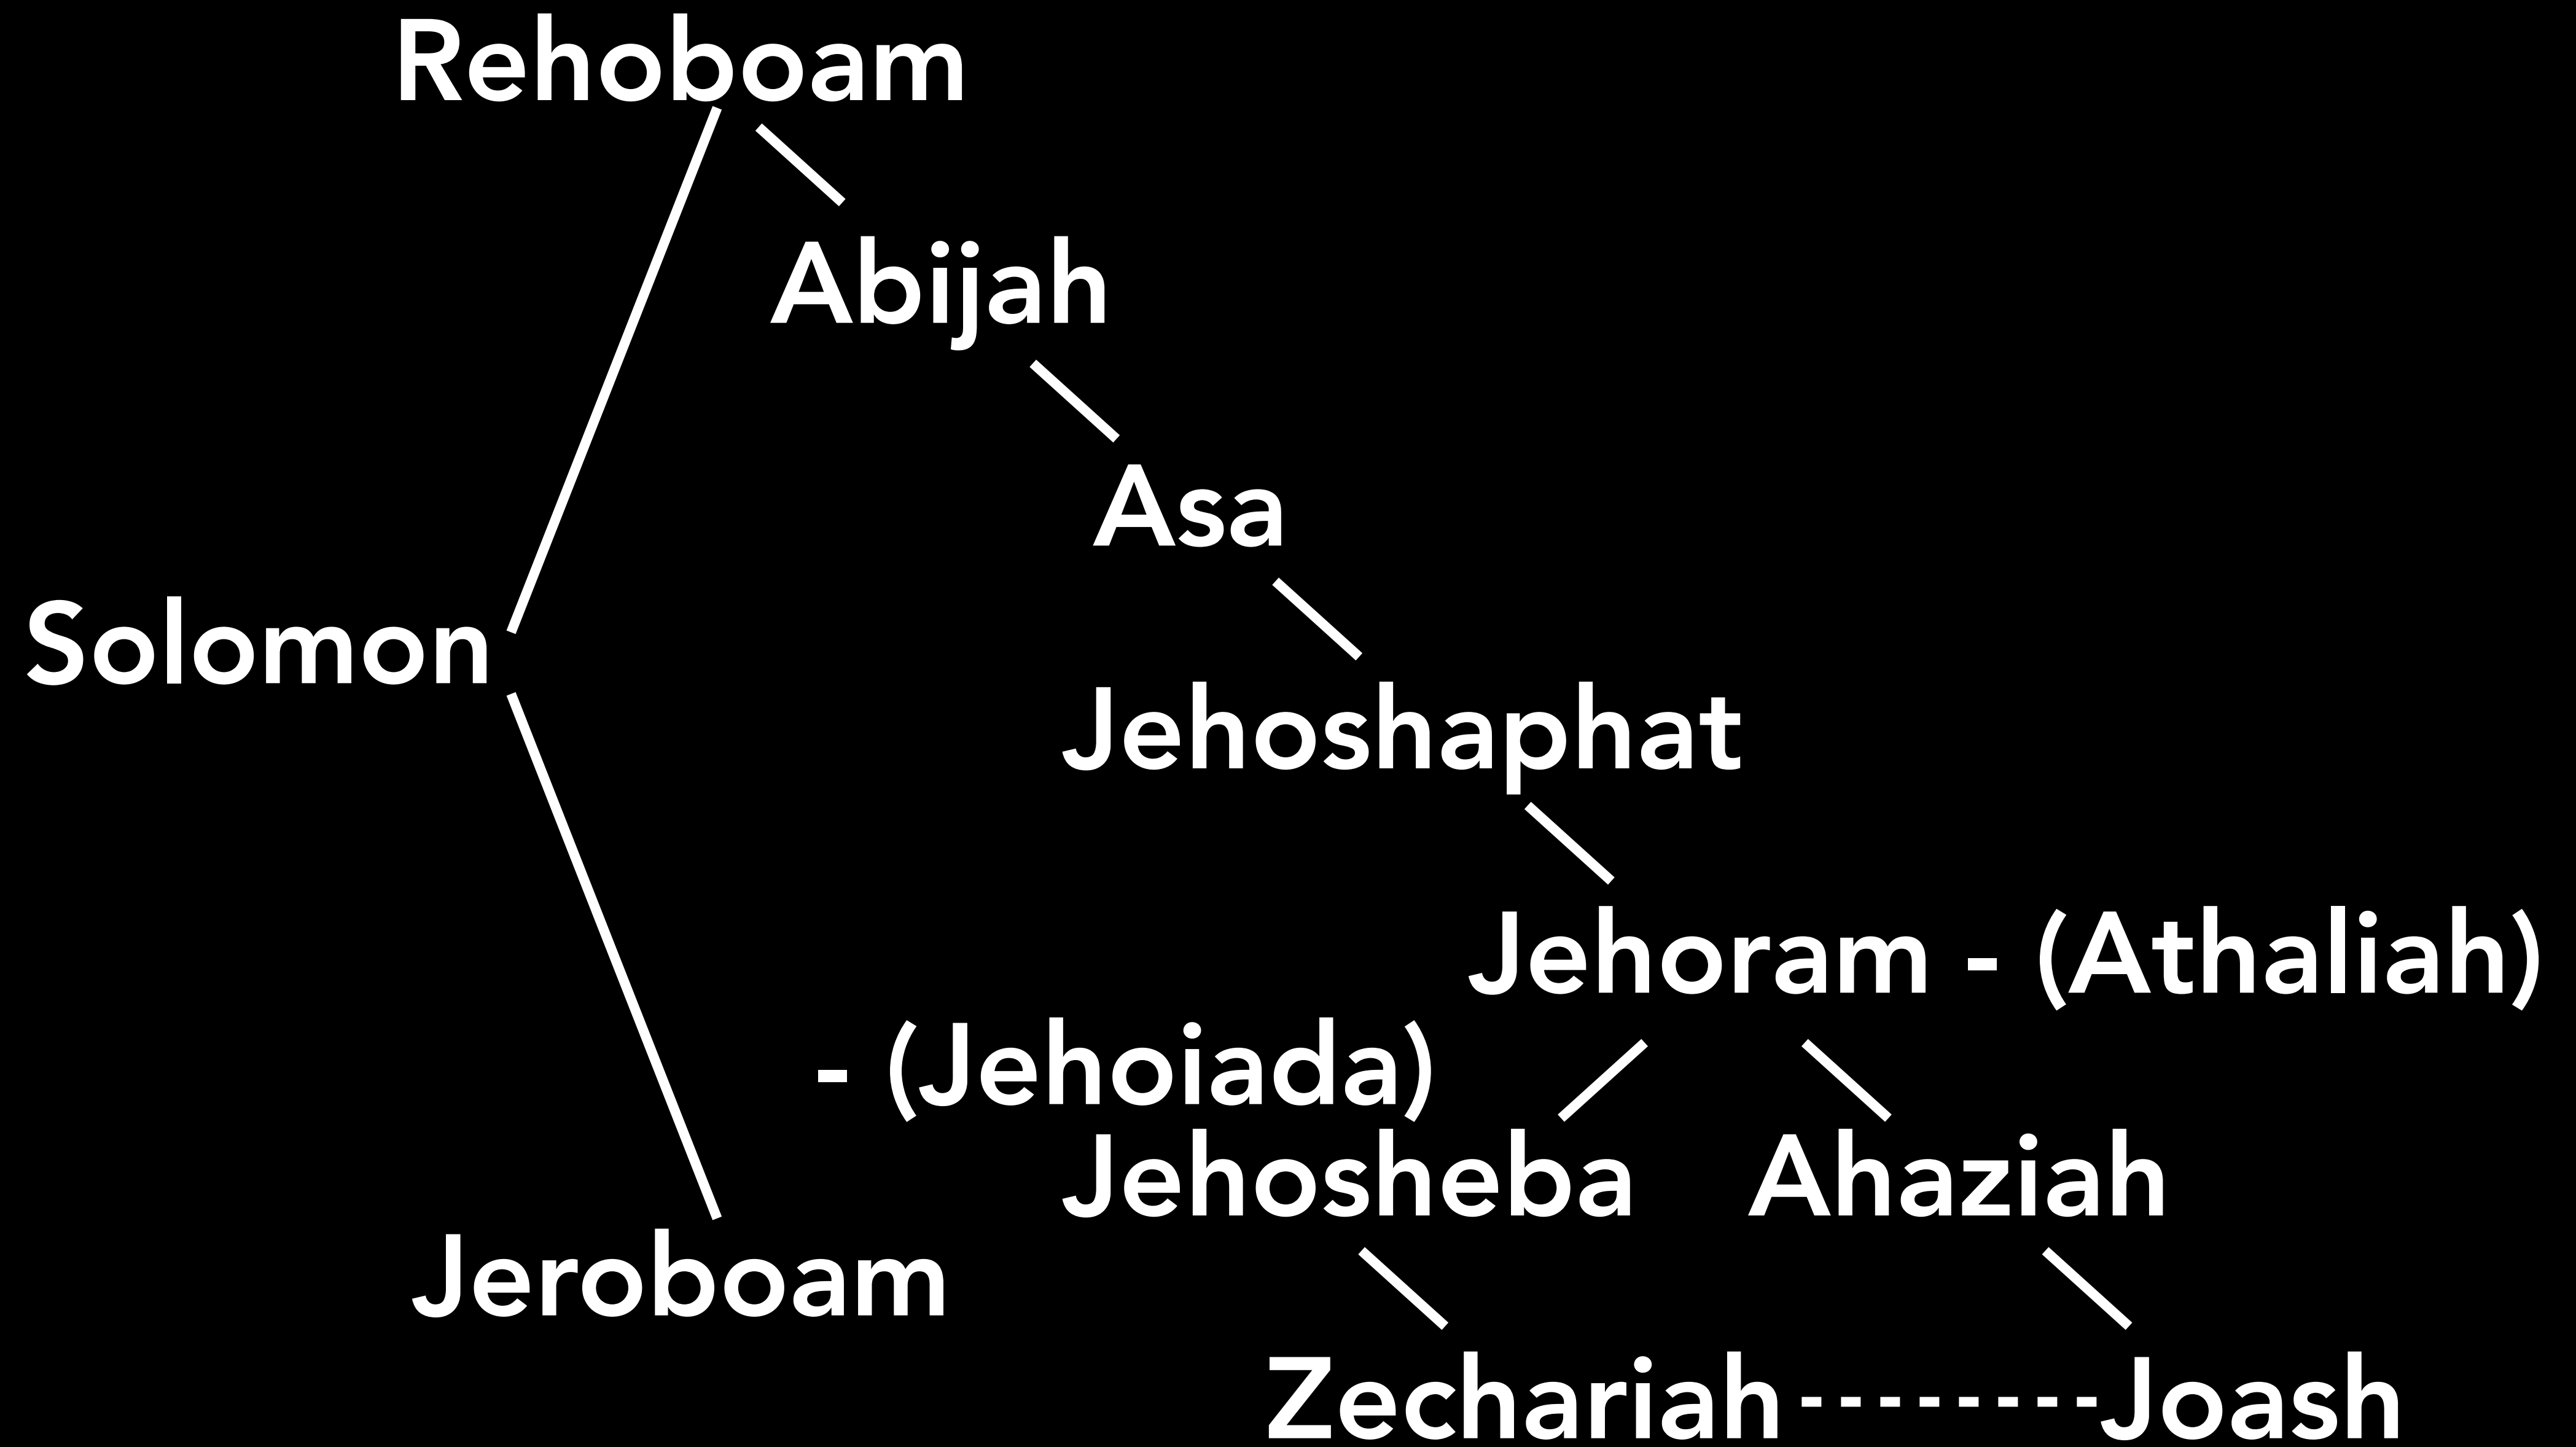 Rehoboam
Abijah
Asa
Solomon
Jehoshaphat
Jehoram - (Athaliah)
- (Jehoiada)
Jehosheba Ahaziah
Jeroboam
Zechariah--------Joash